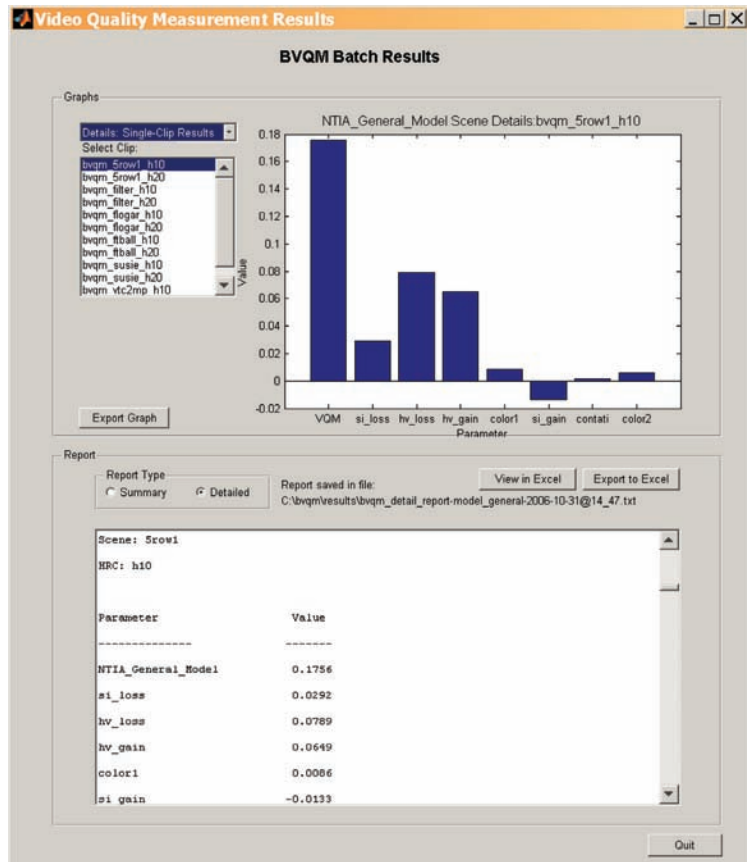 Video Quality Measurement Results
BVQM Batch Results
Graphs
Details: Single-Clip Results
Select Clip:
bvqm_5row1_h10
bvqm_5row1_h20
bvqm_filter_h10
bvqm_filter_h20
bvqm_flogar_h10
bvqm_flogar_h20
bvqm_ftball_h10
bvqm_ftball_h20
bvqm_susie_h10
bvqm_susie_h20
bvqm_vtc2mp_h10
Export Graph
NTIA_General_Model Scene Details:bvqm_5row1_h10
Value
0.18
0.16
0.14
0.12
0.1
0.08
0.06
0.04
0.02
0
-0.02
VQM si_loss hv_loss hv_gain color1 si_gain contati color2
Parameter
Report
Report Type
Summary Detailed
Report saved in file:
View in Excel Export to Excel
C:\bvqm\results\bvqm_detail_report-model_general-2006-10-31@14_47.txt
Scene: 5row1
HRC: h10
Parameter Value
-------------- -------
NTIA_General_Model 0.1756
si_loss 0.0292
hv_loss 0.0789
hv_gain 0.0649
color1 0.0086
si_gain -0.0133
Quit